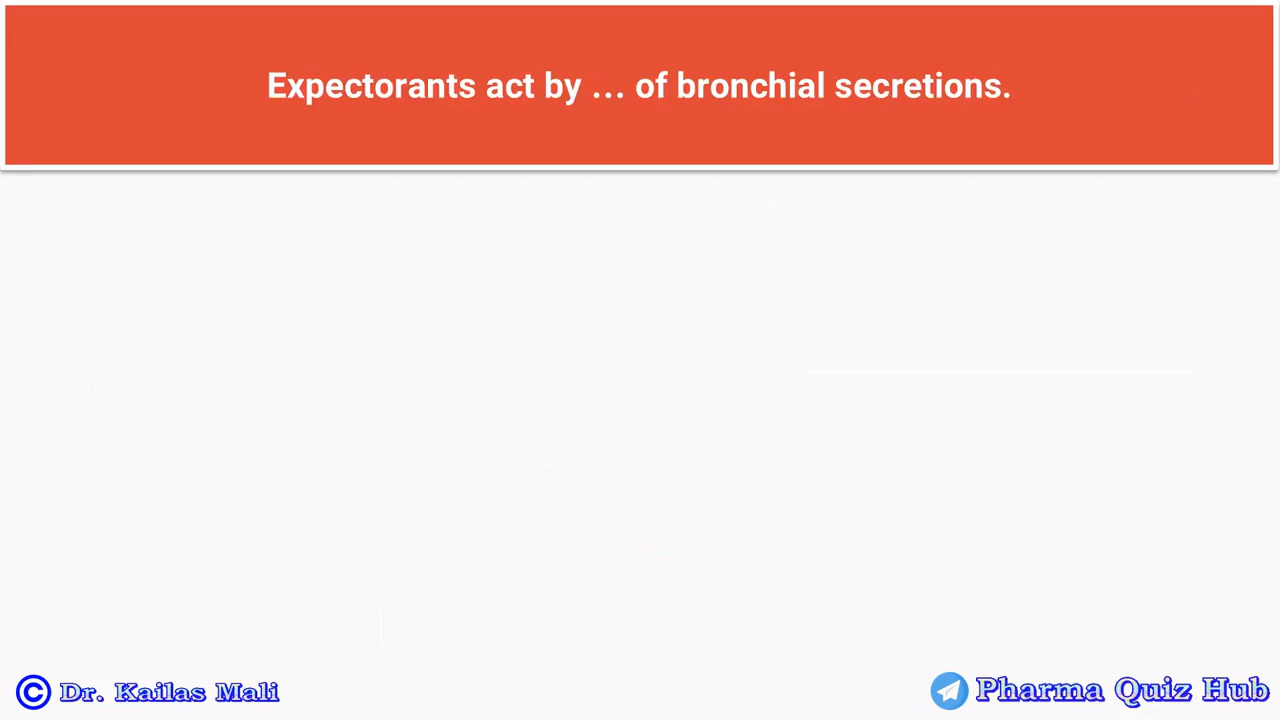 Expectorants act by ... of bronchial secretions.
© Dr. Kailas Mali
Pharma Quiz Hub